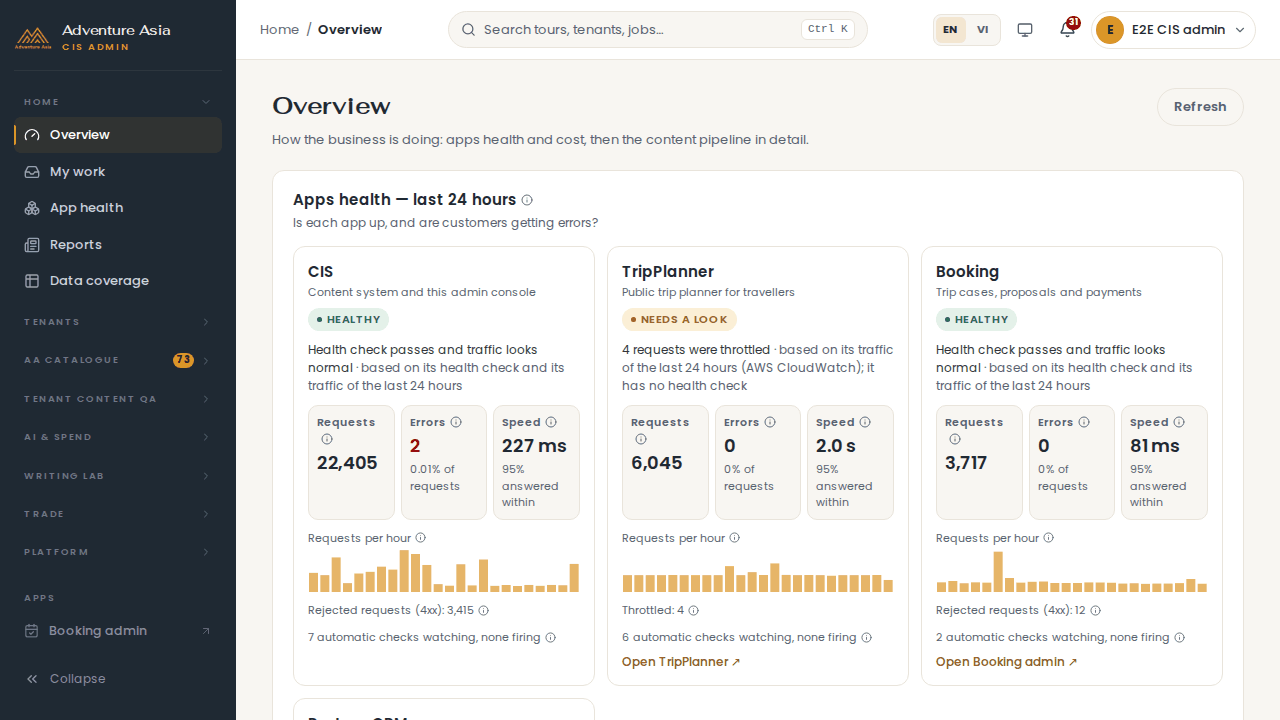 Adventure Asia
Adventure Asia
CIS ADMIN
HOME
Overview
My work
App health
Reports
Data coverage
TENANTS
AA CATALOGUE
73
TENANT CONTENT QA
AI & SPEND
WRITING LAB
TRADE
PLATFORM
APPS
Booking admin
Collapse
Home / Overview
Search tours, tenants, jobs...
Ctrl K
EN
VI
31
E
E2E CIS admin
Overview
Refresh
How the business is doing: apps health and cost, then the content pipeline in detail.
Apps health — last 24 hours
Is each app up, and are customers getting errors?
CIS
Content system and this admin console
HEALTHY
Health check passes and traffic looks
normal · based on its health check and its
traffic of the last 24 hours
Requests
22,405
Errors
2
0.01% of
requests
Speed
227 ms
95%
answered
within
Requests per hour
Rejected requests (4xx): 3,415
7 automatic checks watching, none firing
TripPlanner
Public trip planner for travellers
NEEDS A LOOK
4 requests were throttled · based on its traffic
of the last 24 hours (AWS CloudWatch); it
has no health check
Requests
6,045
Errors
0
0% of
requests
Speed
2.0 s
95%
answered
within
Requests per hour
Throttled: 4
6 automatic checks watching, none firing
Open TripPlanner ↗
Booking
Trip cases, proposals and payments
HEALTHY
Health check passes and traffic looks
normal · based on its health check and its
traffic of the last 24 hours
Requests
3,717
Errors
0
0% of
requests
Speed
81 ms
95%
answered
within
Requests per hour
Rejected requests (4xx): 12
2 automatic checks watching, none firing
Open Booking admin ↗